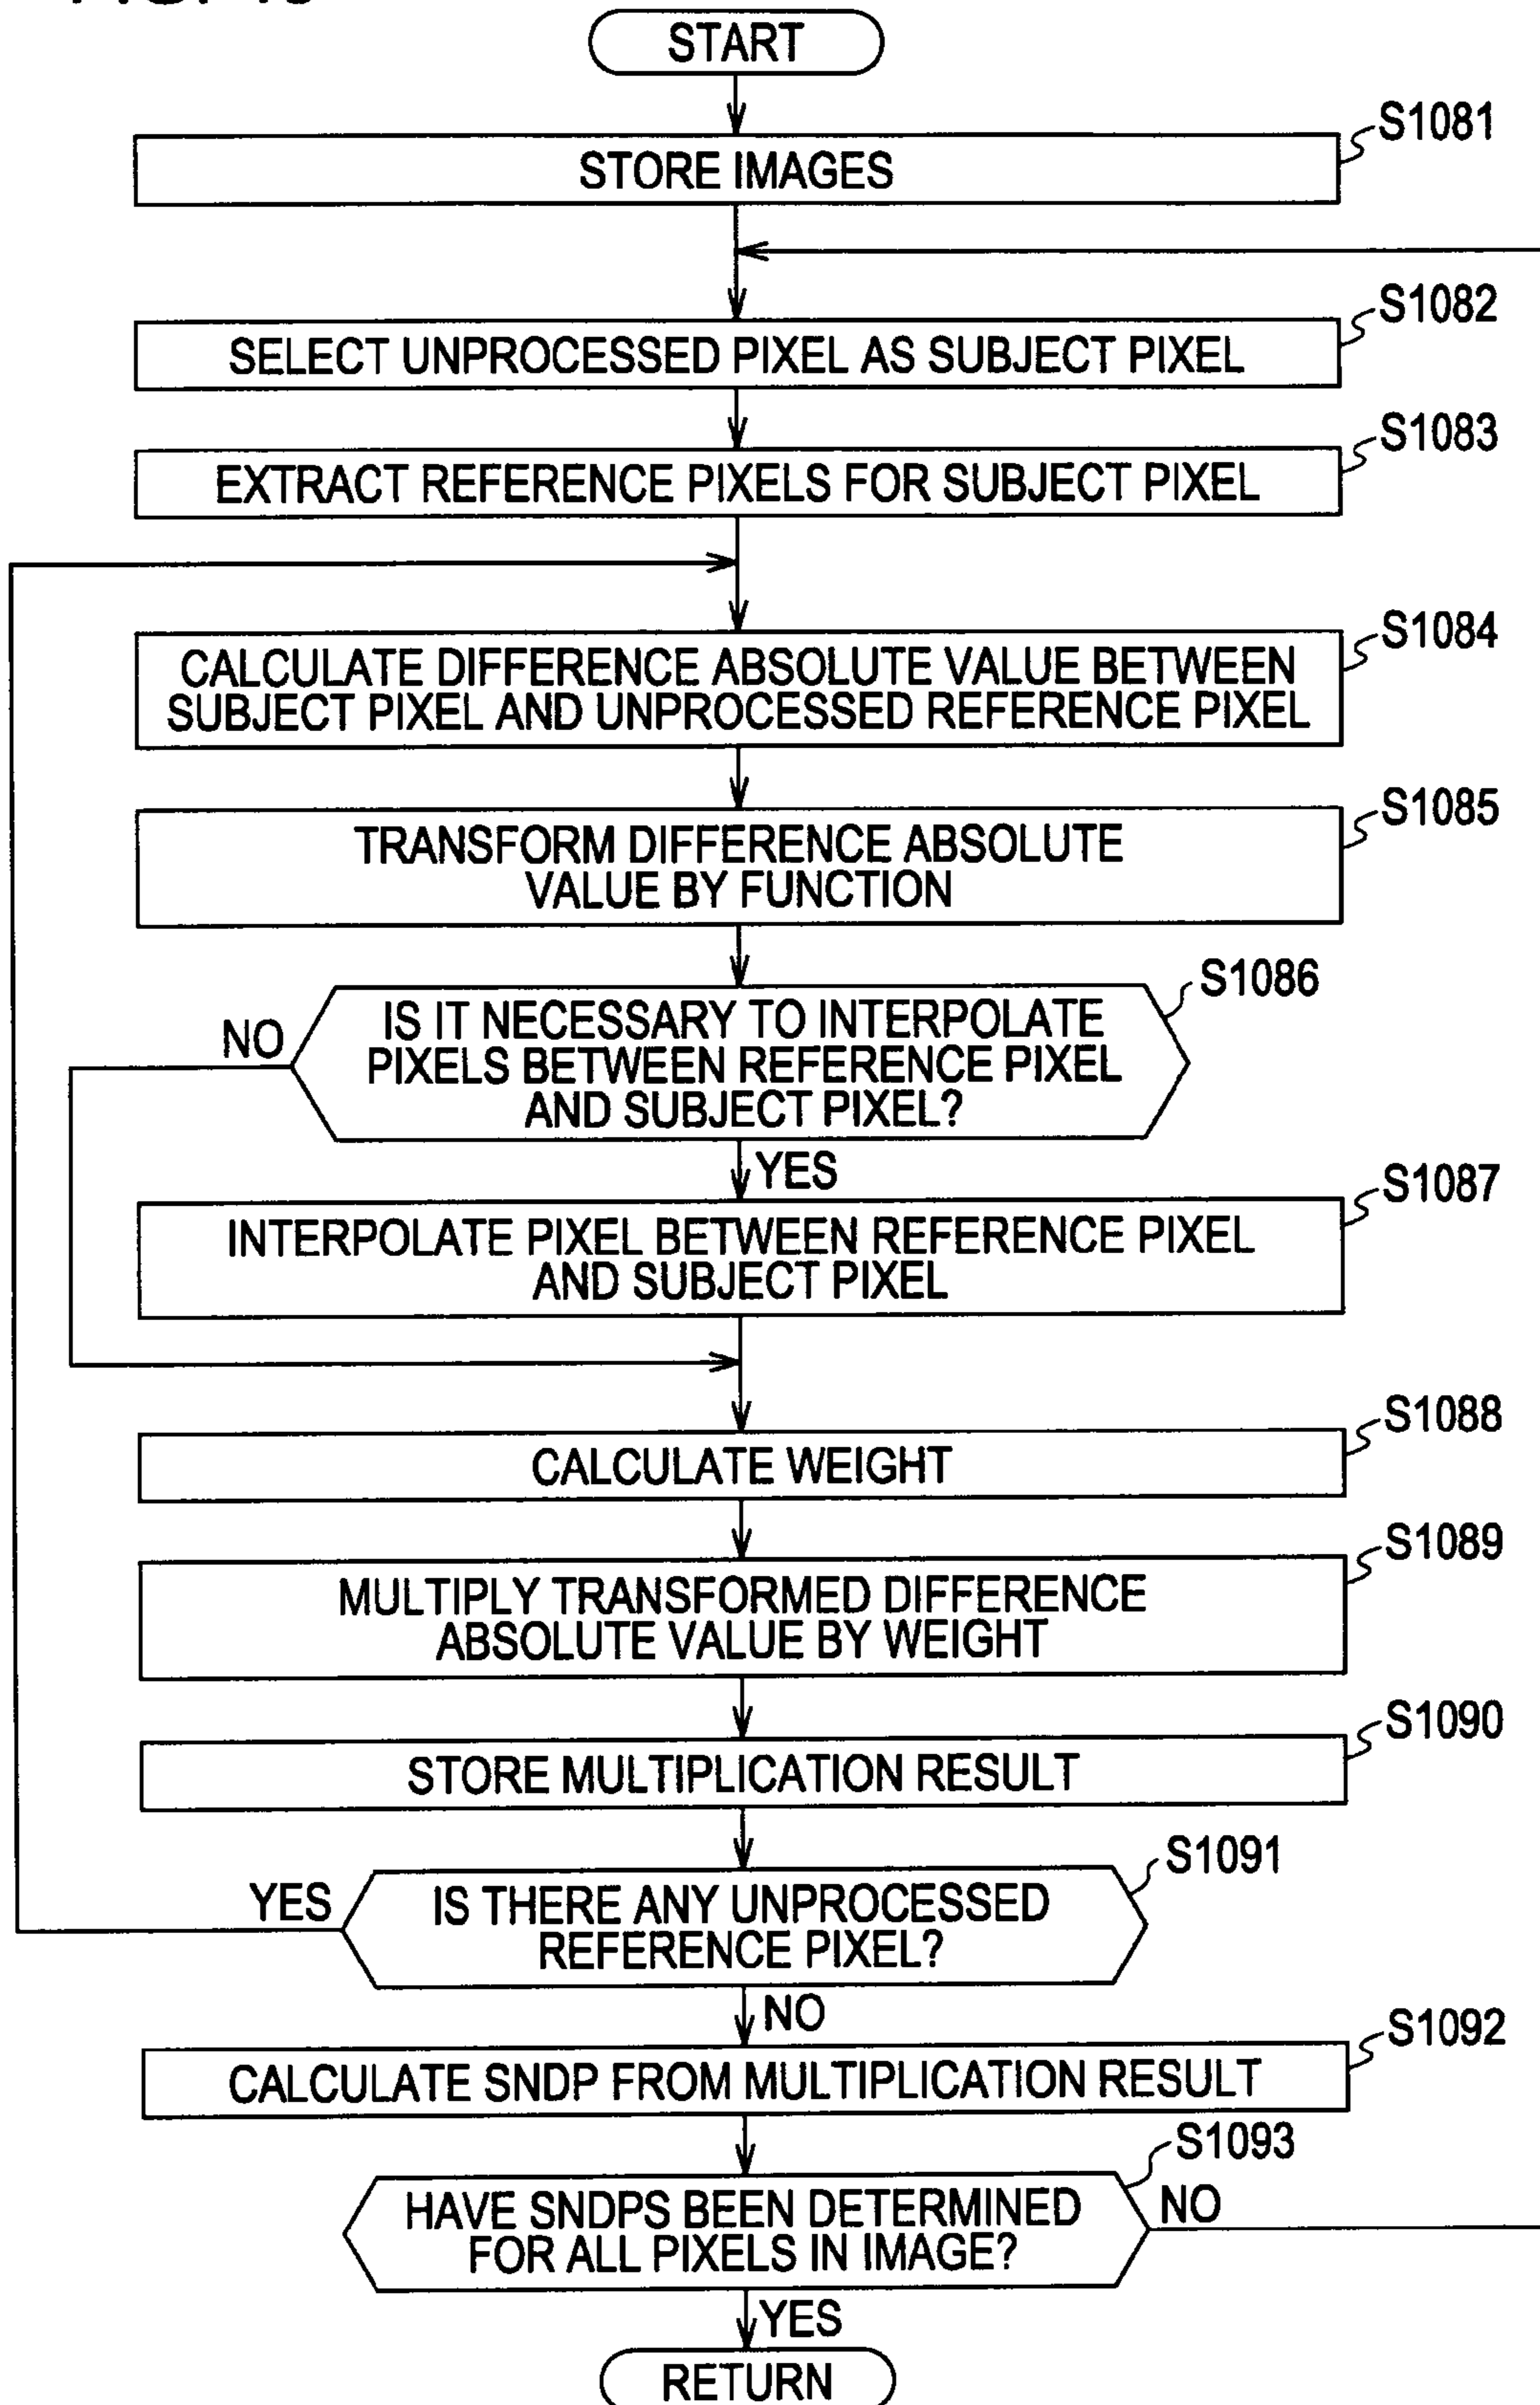 START
S1081
STORE IMAGES
S1082
SELECT UNPROCESSED PIXEL AS SUBJECT PIXEL
S1083
EXTRACT REFERENCE PIXELS FOR SUBJECT PIXEL
S1084
CALCULATE DIFFERENCE ABSOLUTE VALUE BETWEEN
SUBJECT PIXEL AND UNPROCESSED REFERENCE PIXEL
S1085
TRANSFORM DIFFERENCE ABSOLUTE
VALUE BY FUNCTION
S1086
NO
IS IT NECESSARY TO INTERPOLATE
PIXELS BETWEEN REFERENCE PIXEL
AND SUBJECT PIXEL?
YES
S1087
INTERPOLATE PIXEL BETWEEN REFERENCE PIXEL
AND SUBJECT PIXEL
S1088
CALCULATE WEIGHT
S1089
MULTIPLY TRANSFORMED DIFFERENCE
ABSOLUTE VALUE BY WEIGHT
S1090
STORE MULTIPLICATION RESULT
S1091
YES
IS THERE ANY UNPROCESSED
REFERENCE PIXEL?
NO
S1092
CALCULATE SNDP FROM MULTIPLICATION RESULT
S1093
HAVE SNDPS BEEN DETERMINED
FOR ALL PIXELS IN IMAGE?
NO
YES
RETURN